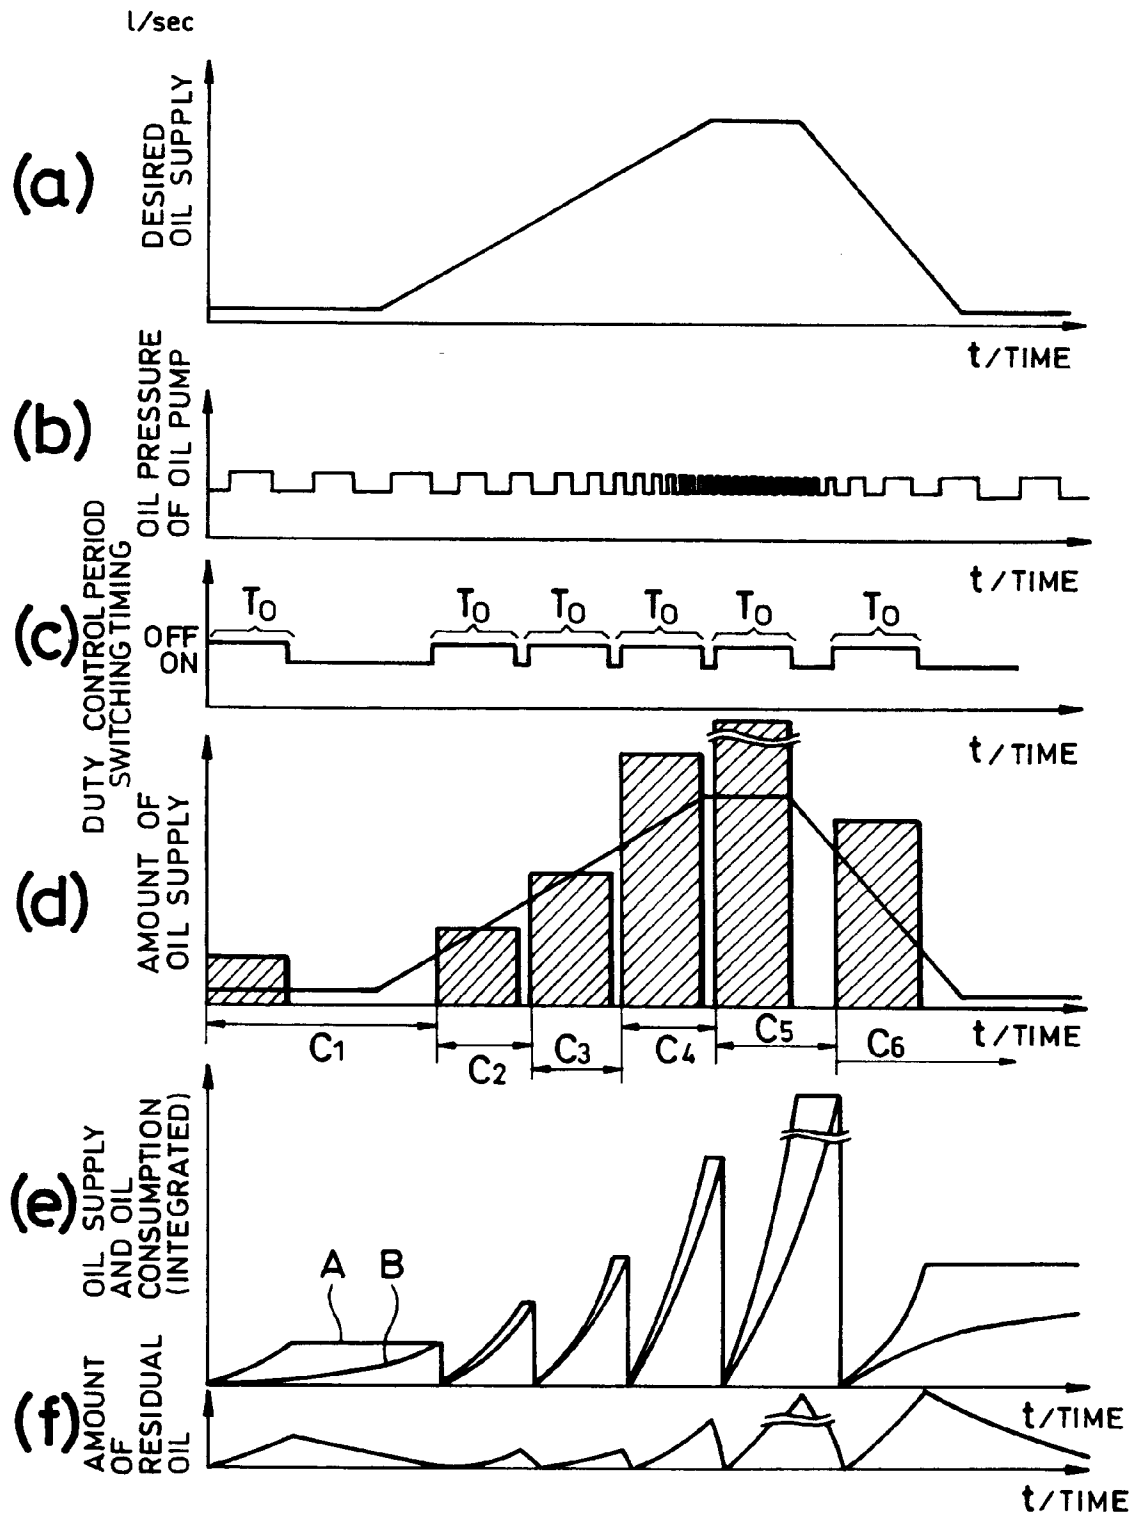 l/sec
(a)
DESIRED
OIL SUPPLY
t/TIME
(b)
OIL PRESSURE
OF OIL PUMP
t/TIME
(c)
DUTY CONTROL PERIOD
SWITCHING TIMING
OFF
ON
T0 T0 T0 T0 T0 T0
t/TIME
(d)
AMOUNT OF
OIL SUPPLY
t/TIME
C1 C2 C3 C4 C5 C6
(e)
OIL SUPPLY
AND OIL
CONSUMPTION
(INTEGRATED)
A B
t/TIME
(f)
AMOUNT
OF
RESIDUAL
OIL
t/TIME